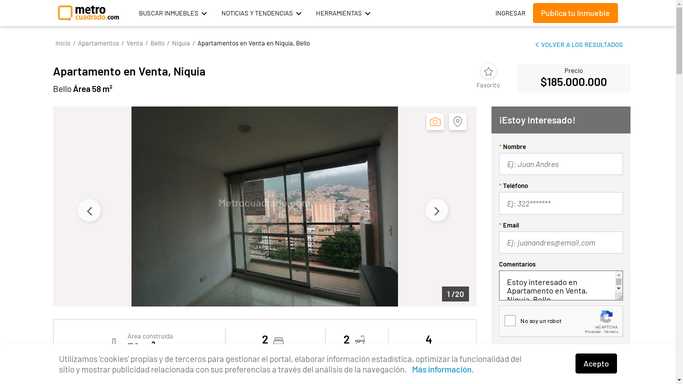 metro
cuadrado.com
BUSCAR INMUEBLES
NOTICIAS Y TENDENCIAS
HERRAMIENTAS
INGRESAR
Publica tu Inmueble
Inicio / Apartamentos / Venta / Bello / Niquia / Apartamentos en Venta en Niquia, Bello
VOLVER A LOS RESULTADOS
Apartamento en Venta, Niquia
Bello Área 58 m²
Favorito
Precio
$185.000.000
Metrocuadrado.com
1 / 20
¡Estoy Interesado!
* Nombre
Ej: Juan Andres
* Teléfono
Ej: 322*******
* Email
Ej: juanandres@email.com
Comentarios
Estoy interesado en
Apartamento en Venta,
Niquia, Bello
No soy un robot
reCAPTCHA
Privacidad - Términos
Área construida
2
2
4
Utilizamos 'cookies' propias y de terceros para gestionar el portal, elaborar información estadística, optimizar la funcionalidad del
sitio y mostrar publicidad relacionada con sus preferencias a través del análisis de la navegación. Más información.
Acepto